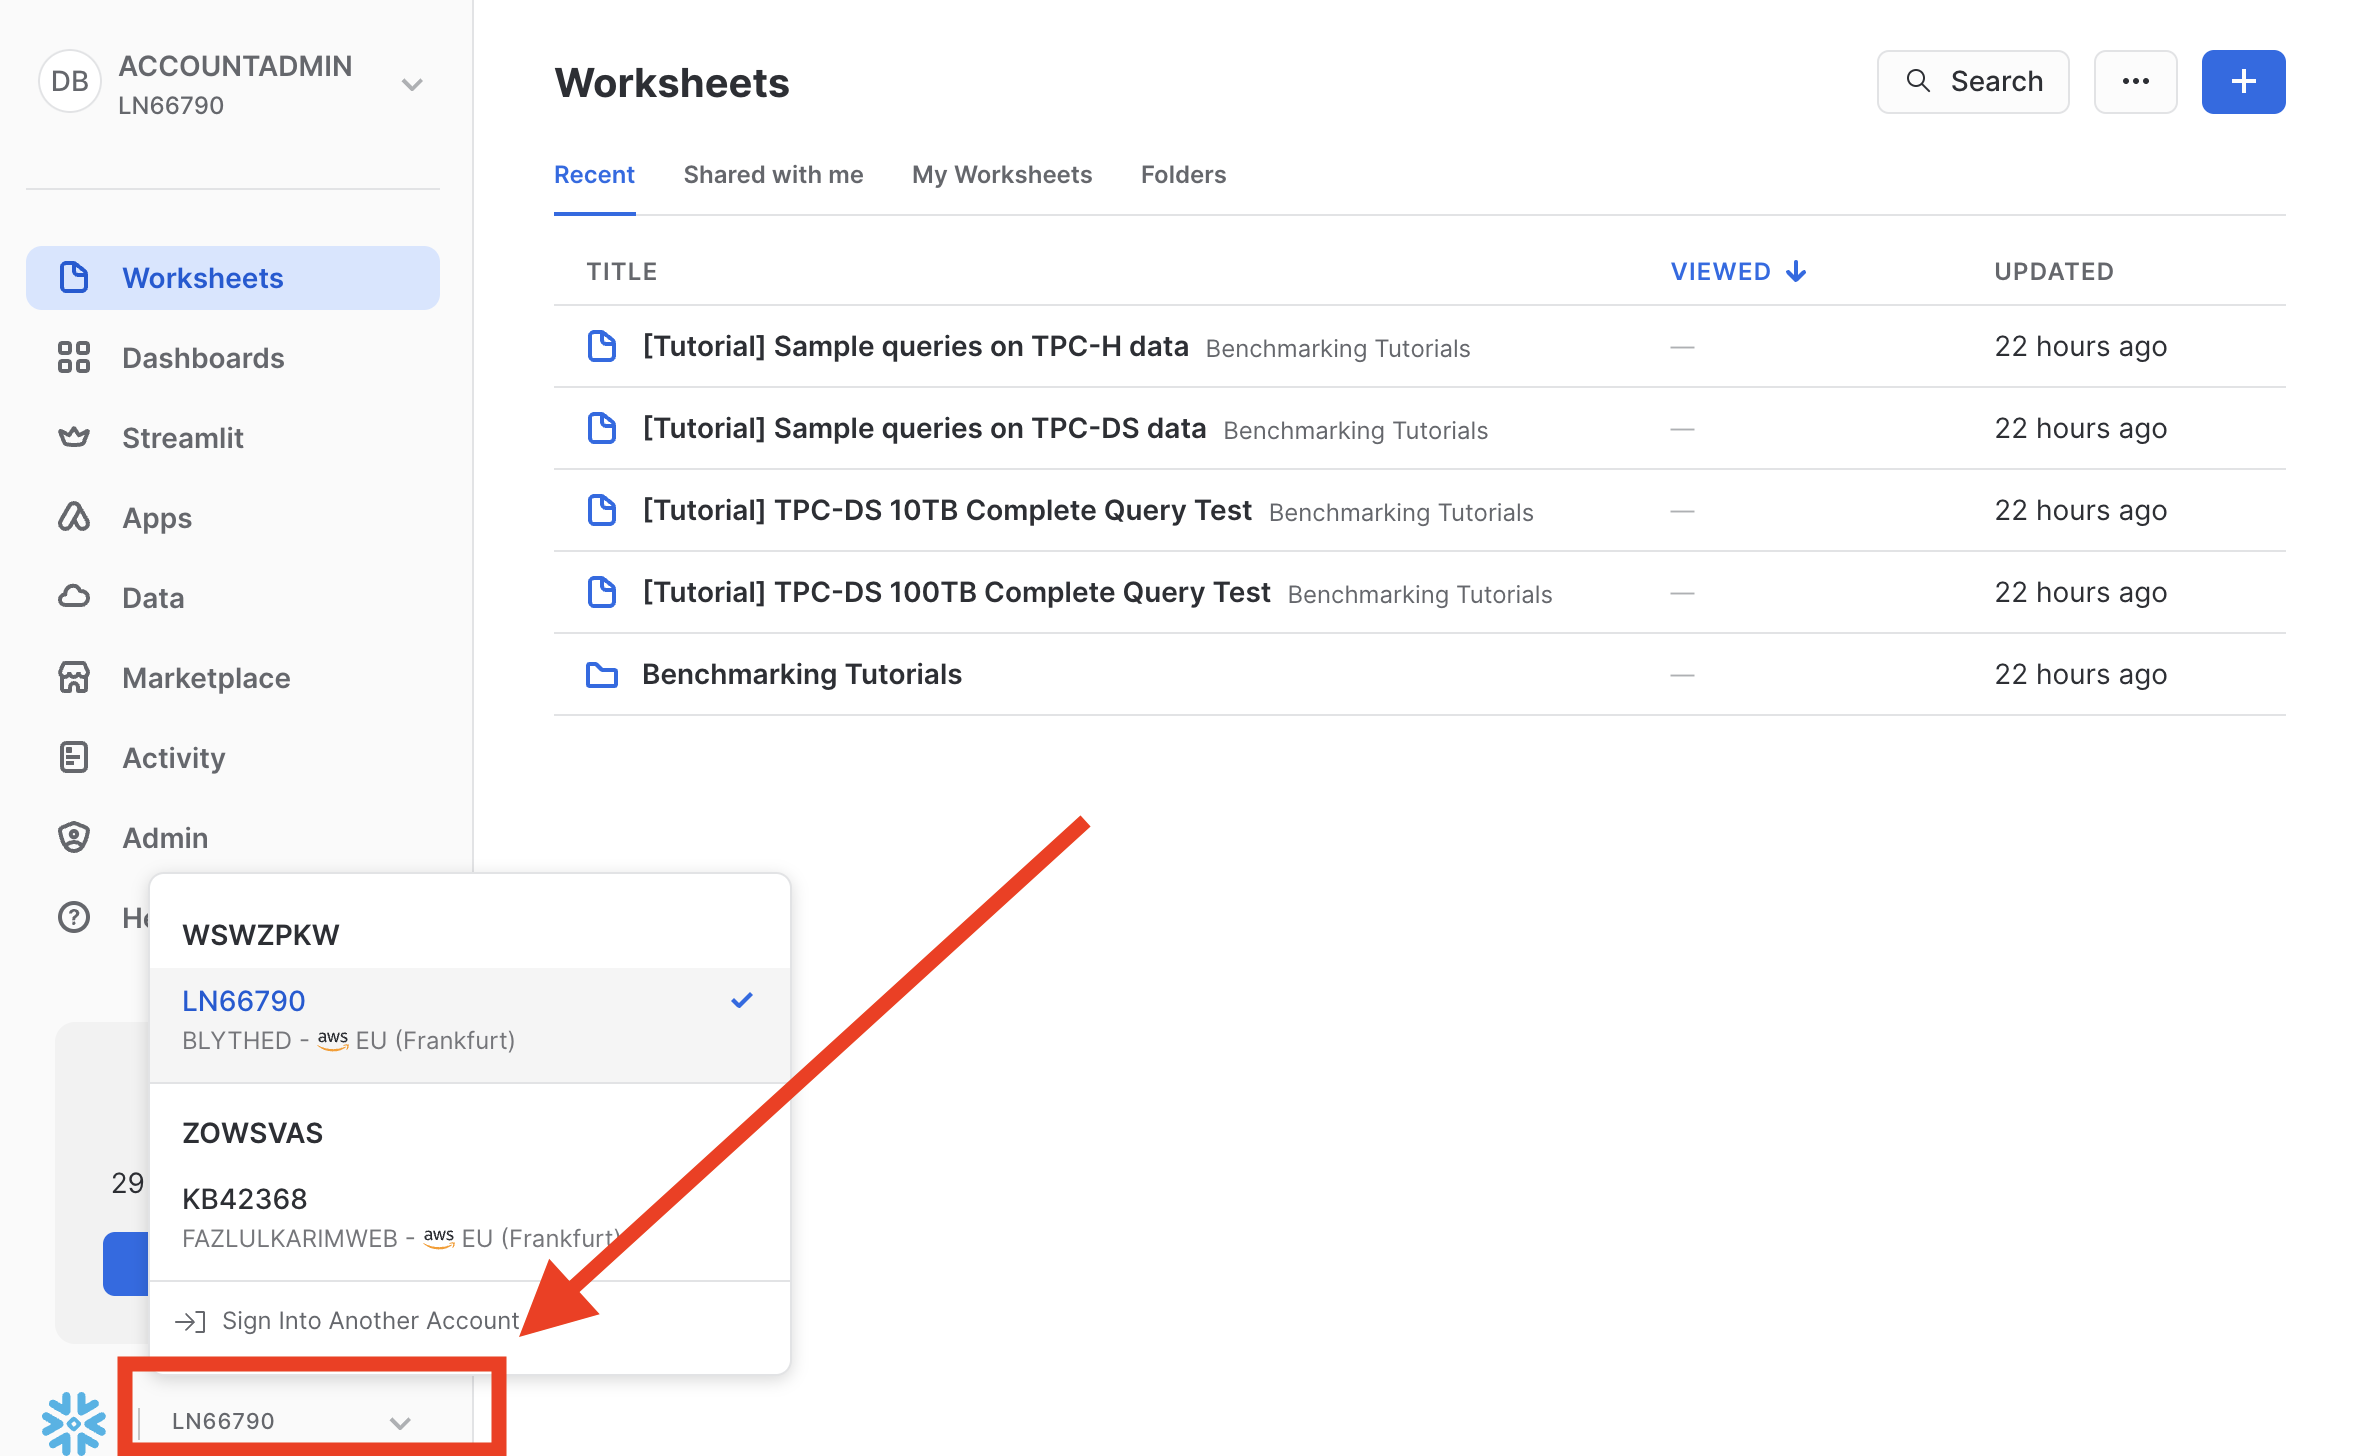 DB
ACCOUNTADMIN
LN66790
Worksheets
Dashboards
Streamlit
Apps
Data
Marketplace
Activity
Admin
He
29
WSWZPKW
LN66790
BLYTHED - aws EU (Frankfurt)
ZOWSVAS
KB42368
FAZLULKARIMWEB - aws EU (Frankfurt)
Sign Into Another Account
LN66790
Worksheets
Search
Recent Shared with me My Worksheets Folders
TITLE VIEWED UPDATED
[Tutorial] Sample queries on TPC-H data Benchmarking Tutorials — 22 hours ago
[Tutorial] Sample queries on TPC-DS data Benchmarking Tutorials — 22 hours ago
[Tutorial] TPC-DS 10TB Complete Query Test Benchmarking Tutorials — 22 hours ago
[Tutorial] TPC-DS 100TB Complete Query Test Benchmarking Tutorials — 22 hours ago
Benchmarking Tutorials — 22 hours ago